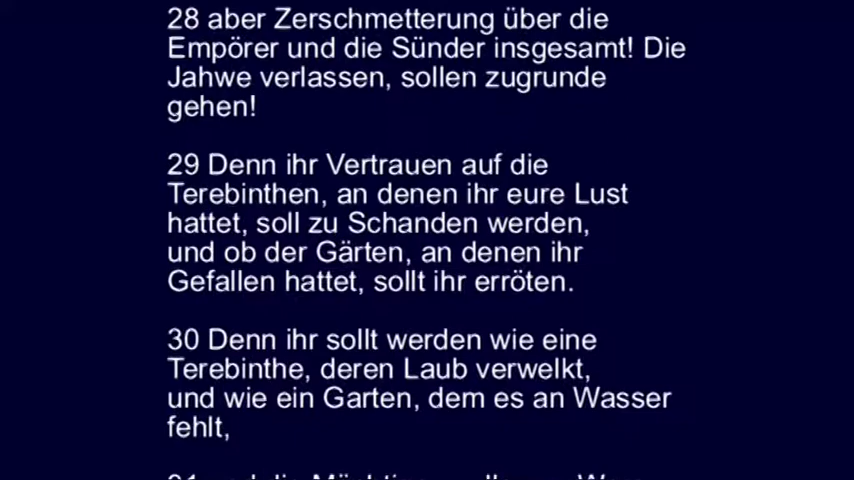 28 aber Zerschmetterung über die
Empörer und die Sünder insgesamt! Die
Jahwe verlassen, sollen zugrunde
gehen!
29 Denn ihr Vertrauen auf die
Terebinthen, an denen ihr eure Lust
hattet, soll zu Schanden werden,
und ob der Gärten, an denen ihr
Gefallen hattet, sollt ihr erröten.
30 Denn ihr sollt werden wie eine
Terebinthe, deren Laub verwelkt,
und wie ein Garten, dem es an Wasser
fehlt,